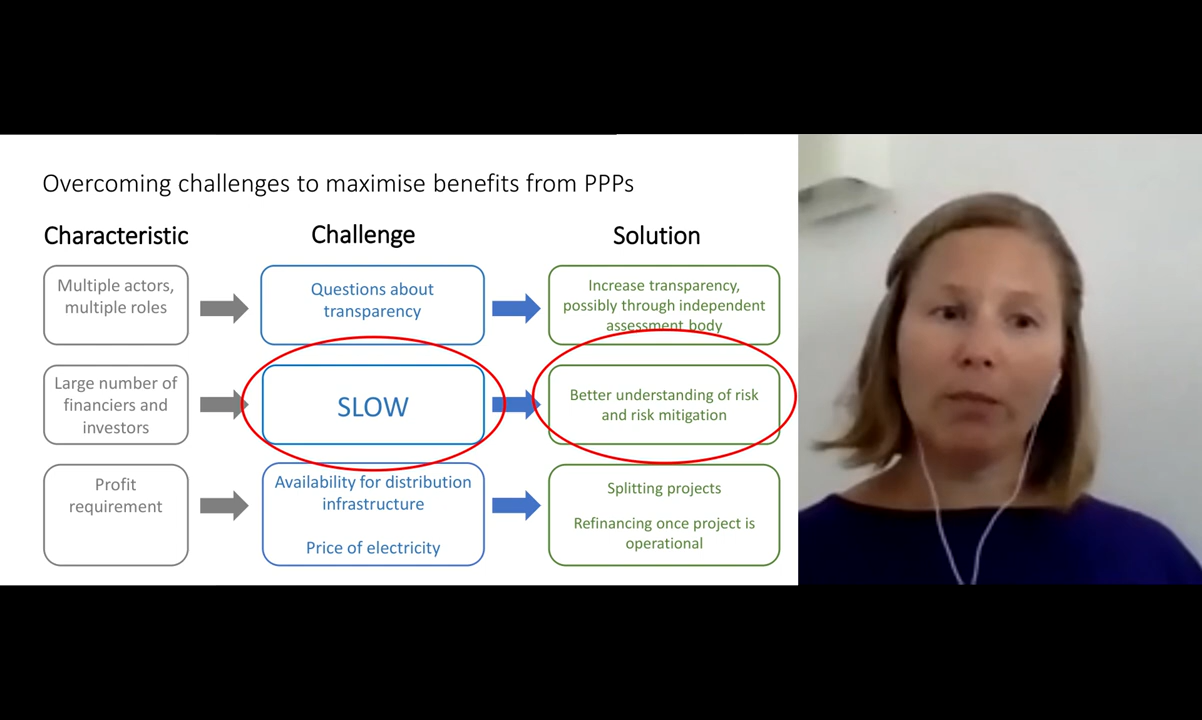 Overcoming challenges to maximise benefits from PPPs
Characteristic
Challenge
Solution
Multiple actors,
multiple roles
Questions about
transparency
Increase transparency,
possibly through independent
assessment body
Large number of
financiers and
investors
SLOW
Better understanding of risk
and risk mitigation
Profit
requirement
Availability for distribution
infrastructure
Price of electricity
Splitting projects
Refinancing once project is
operational